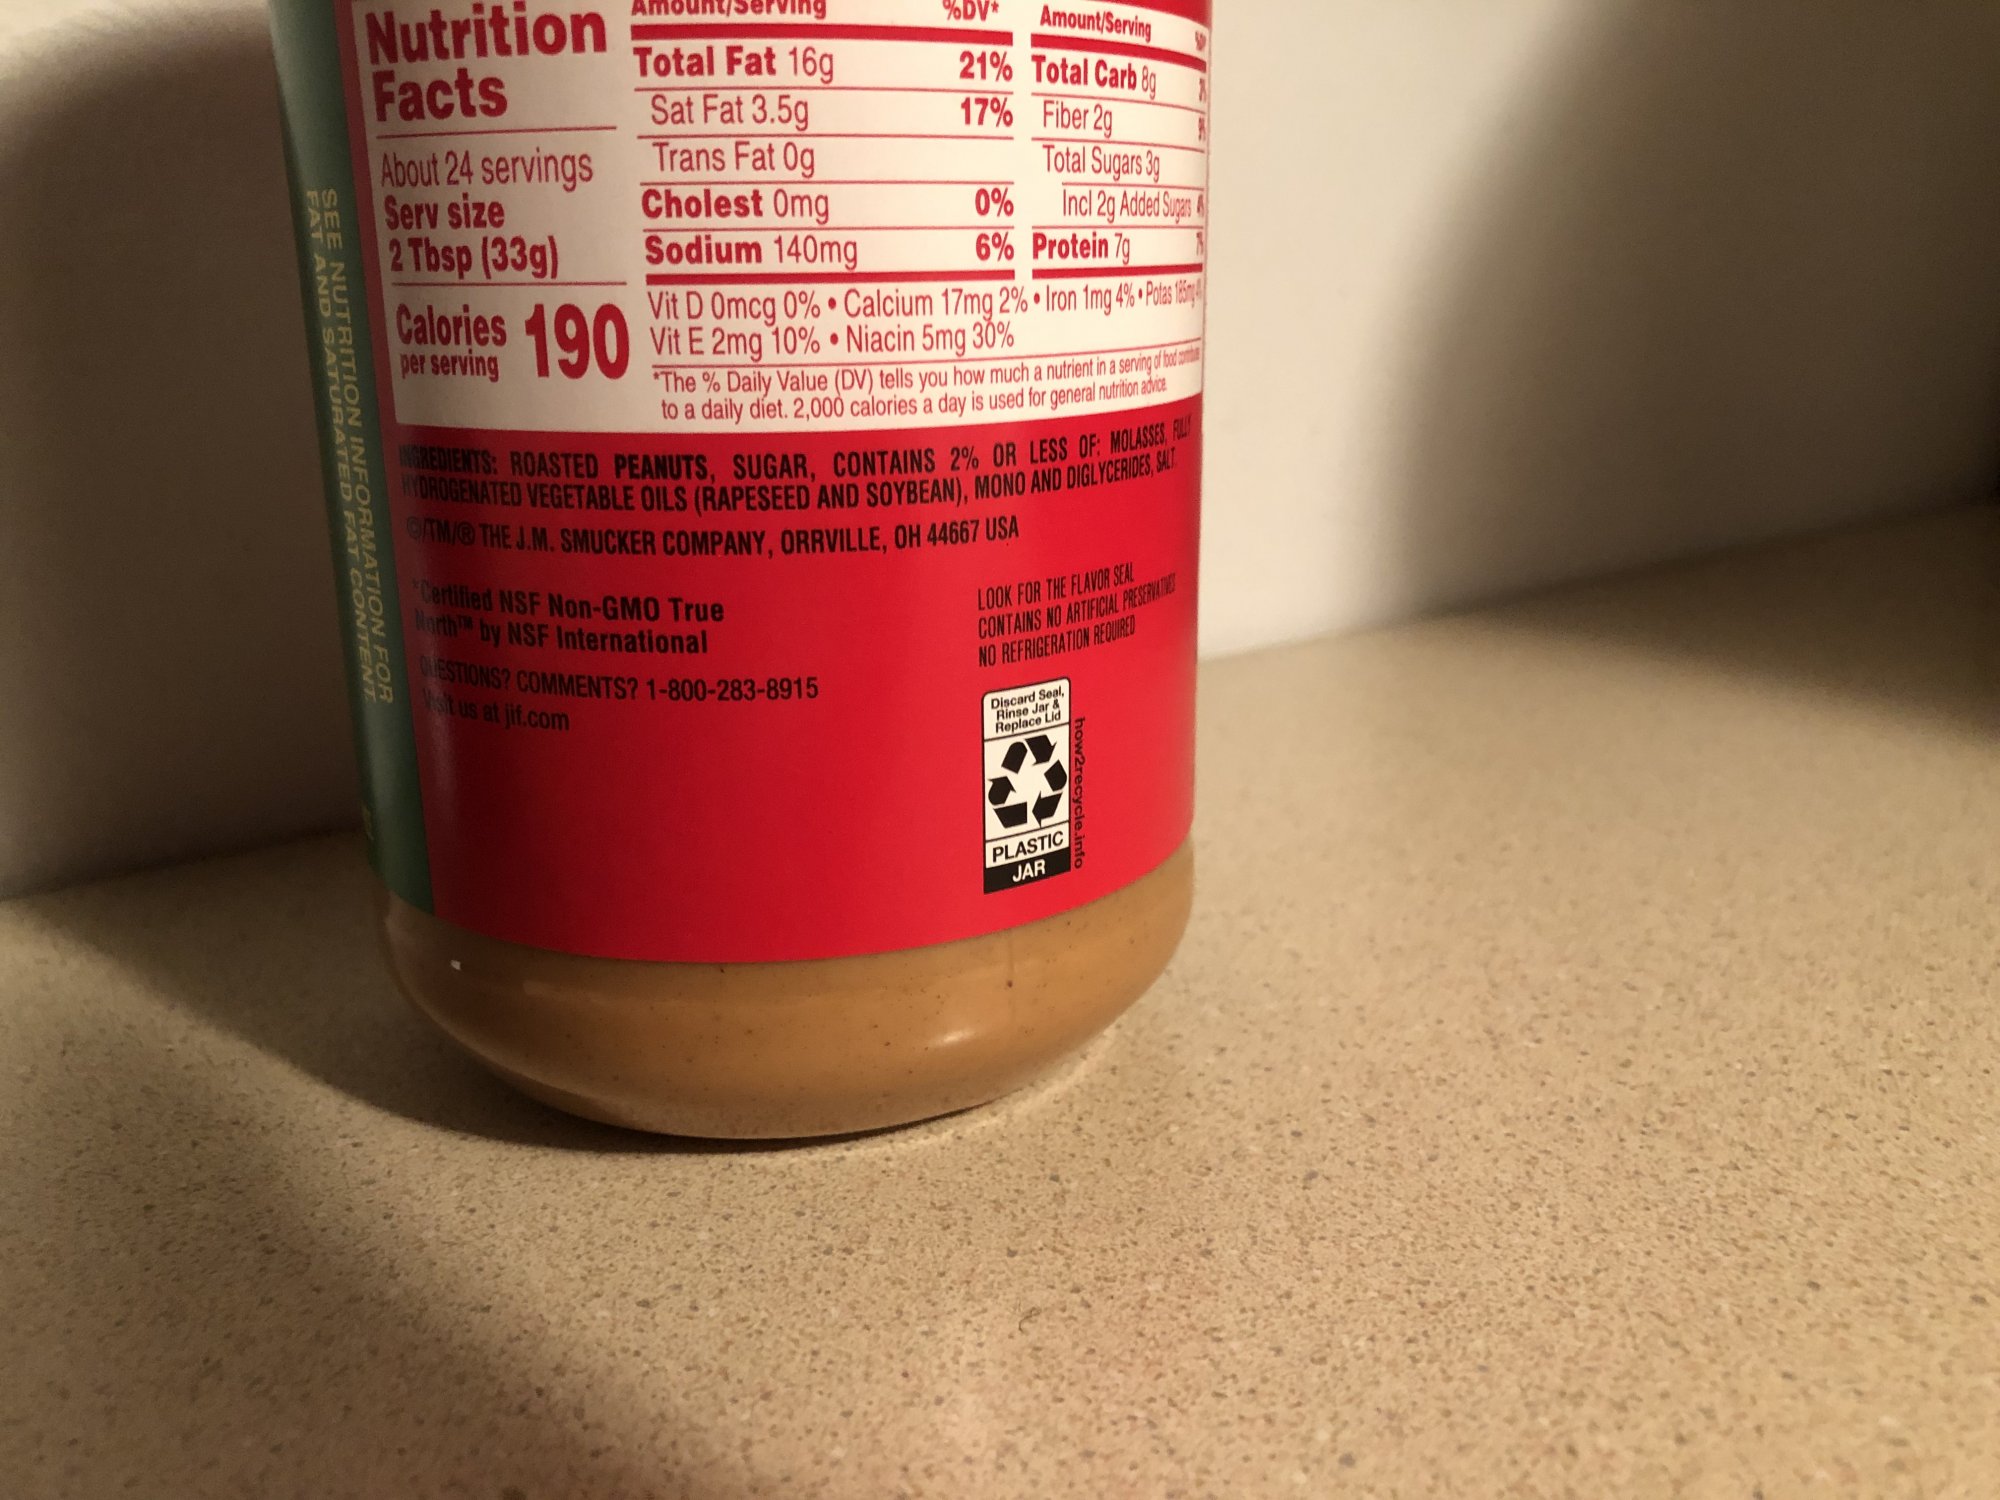 Nutrition
Facts
About 24 servings
Serv size
2 Tbsp (33g)
Calories 190
per serving
Amount/Serving %DV*
Total Fat 16g 21%
Sat Fat 3.5g 17%
Trans Fat 0g
Cholest 0mg 0%
Sodium 140mg 6%
Amount/Serving
Total Carb 8g
Fiber 2g
Total Sugars 3g
Incl 2g Added Sugars
Protein 7g
Vit D 0mcg 0% • Calcium 17mg 2% • Iron 1mg 4% • Potas 185mg
Vit E 2mg 10% • Niacin 5mg 30%
*The % Daily Value (DV) tells you how much a nutrient in a serving of food
to a daily diet. 2,000 calories a day is used for general nutrition advice.
INGREDIENTS: ROASTED PEANUTS, SUGAR, CONTAINS 2% OR LESS OF: MOLASSES, FULLY
HYDROGENATED VEGETABLE OILS (RAPESEED AND SOYBEAN), MONO AND DIGLYCERIDES, SALT.
©/TM/® THE J.M. SMUCKER COMPANY, ORRVILLE, OH 44667 USA
*Certified NSF Non-GMO True
North™ by NSF International
QUESTIONS? COMMENTS? 1-800-283-8915
Visit us at jif.com
LOOK FOR THE FLAVOR SEAL
CONTAINS NO ARTIFICIAL PRESERVATIVES
NO REFRIGERATION REQUIRED
Discard Seal,
Rinse Jar &
Replace Lid
PLASTIC
JAR
how2recycle.info
SEE NUTRITION INFORMATION FOR
FAT AND SATURATED FAT CONTENT.